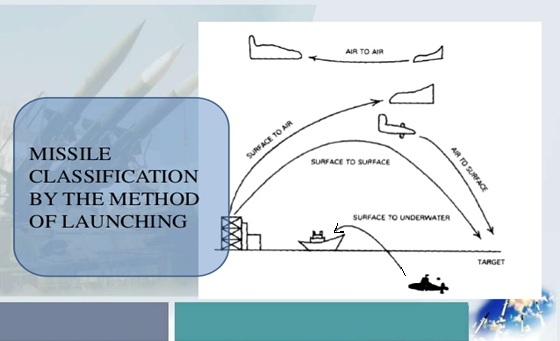 MISSILE
CLASSIFICATION
BY THE METHOD
OF LAUNCHING
AIR TO AIR
SURFACE TO AIR
SURFACE TO SURFACE
AIR TO SURFACE
SURFACE TO UNDERWATER
TARGET